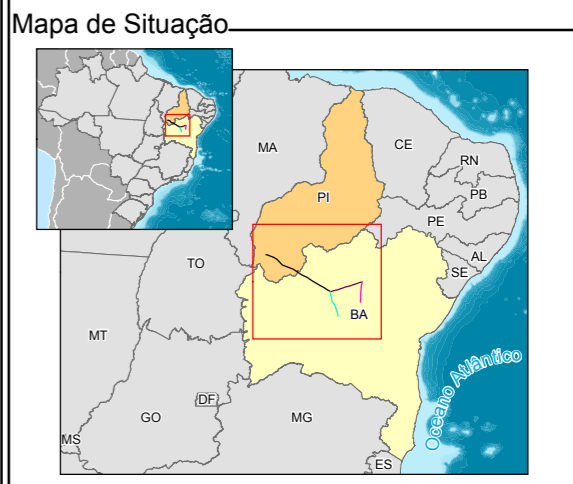 Mapa de Situação
MA
CE
RN
PB
PI
PE
AL
SE
TO
BA
MT
Oceano Atlântico
DF
GO
MG
MS
ES